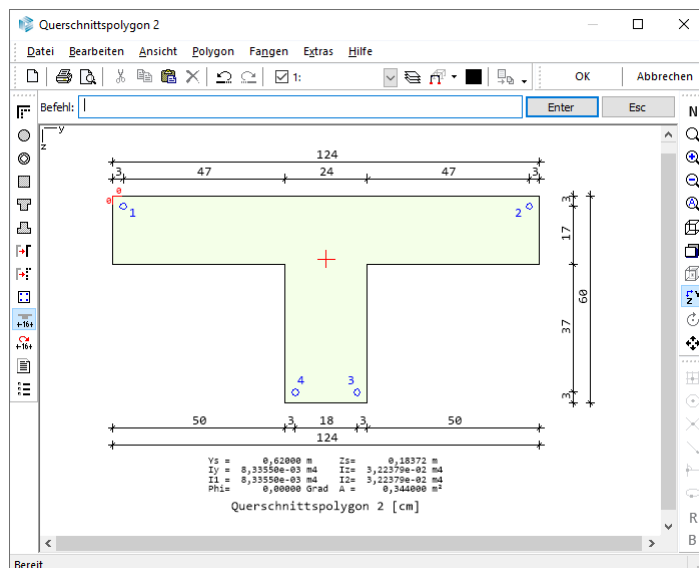 Querschnittspolygon 2
Datei Bearbeiten Ansicht Polygon Fangen Extras Hilfe
1: OK Abbrechen
Befehl: Enter Esc
N
y
z
124
3 47 24 47 3
0
0
1 2
3
17
60
37
3
4 3
50 3 18 3 50
124
Ys = 0,62000 m Zs= 0,18372 m
Iy = 8,33550e-03 m4 Iz= 3,22379e-02 m4
I1 = 8,33550e-03 m4 I2= 3,22379e-02 m4
Phi= 0,00000 Grad A = 0,344000 m²
Querschnittspolygon 2 [cm]
R
B
Bereit